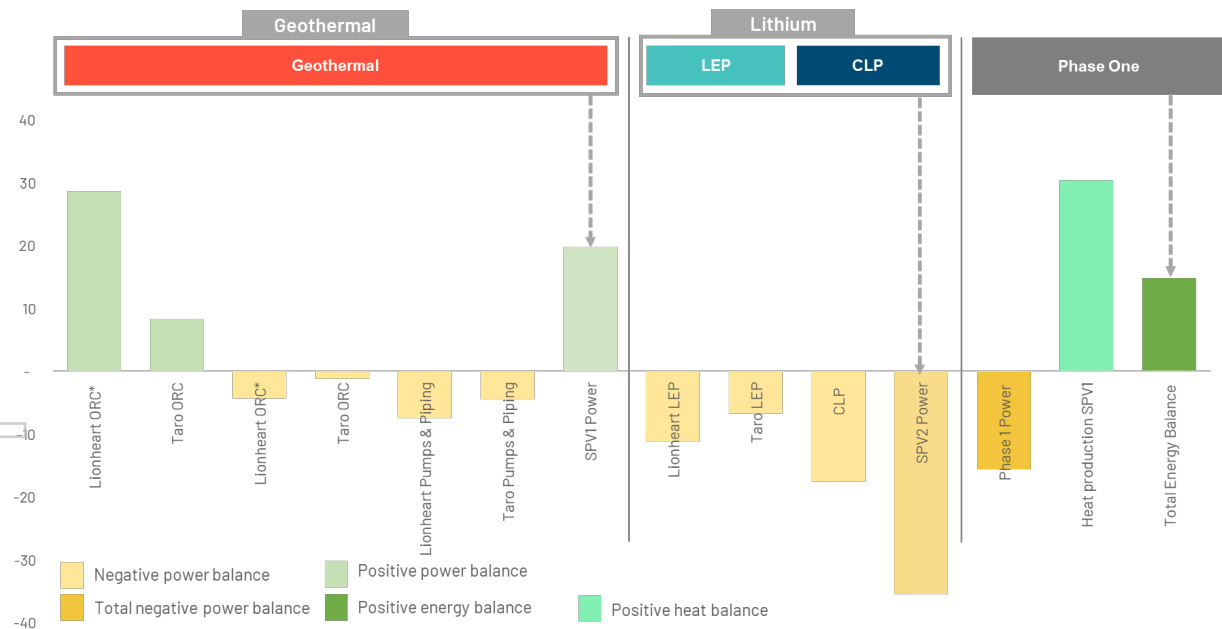 Geothermal
Lithium
Geothermal
LEP
CLP
Phase One
40
30
20
10
-
-10
-20
-30
-40
Lionheart ORC*
Taro ORC
Lionheart ORC*
Taro ORC
Lionheart Pumps & Piping
Taro Pumps & Piping
SPV1 Power
Lionheart LEP
Taro LEP
CLP
SPV2 Power
Phase 1 Power
Heat production SPV1
Total Energy Balance
Negative power balance
Positive power balance
Total negative power balance
Positive energy balance
Positive heat balance